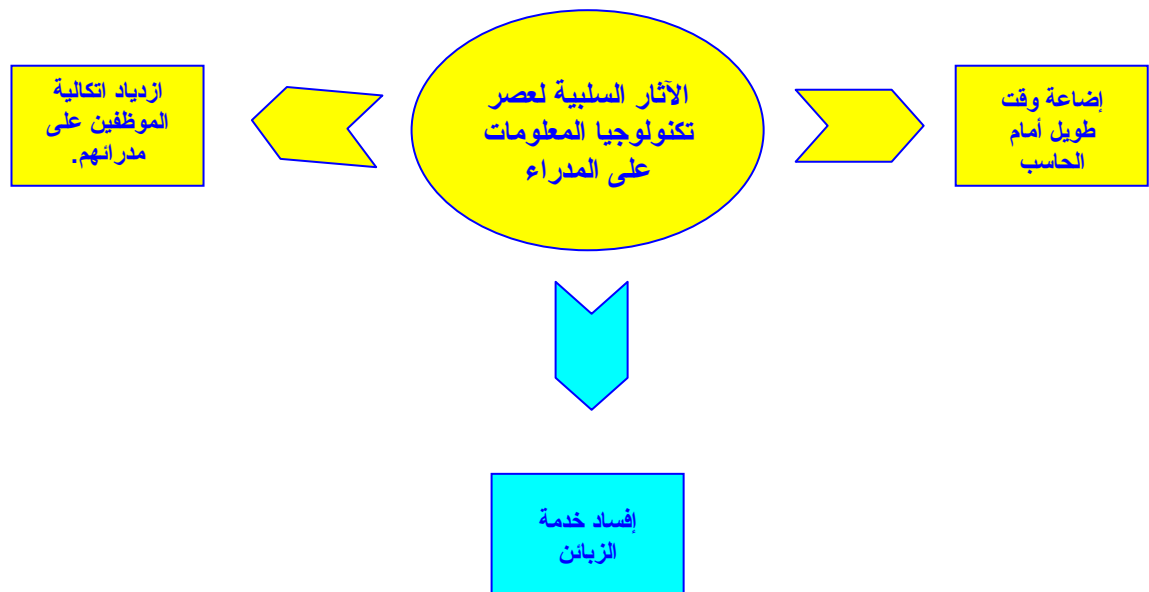 الآثار السلبية لعصر
تكنولوجيا المعلومات
على المدراء
إضاعة وقت
طويل أمام
الحاسب
ازدياد اتكالية
الموظفين على
مدرائهم.
إفساد خدمة
الزبائن